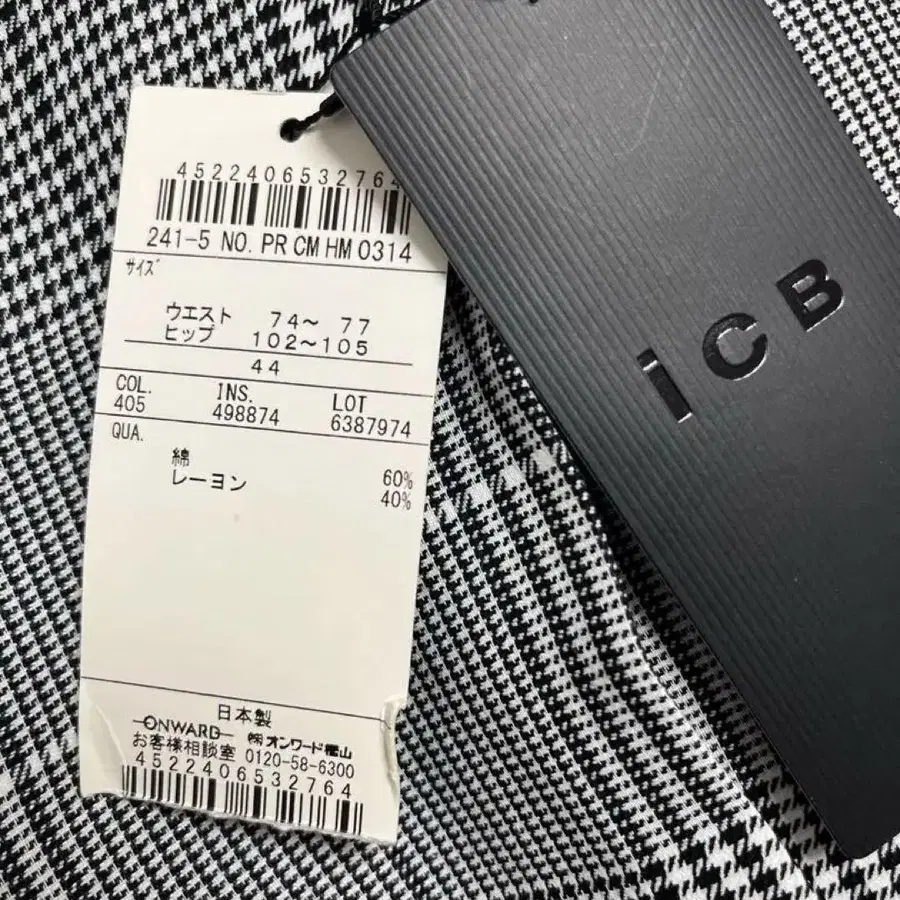 4522406532764
241-5 NO. PR CM HM 0314
サイズ
ウエスト 74～ 77
ヒップ 102～105
44
COL. INS. LOT
405 498874 6387974
QUA.
綿 60%
レーヨン 40%
日本製
ONWARD ㈱オンワード樫山
お客様相談室 0120-58-6300
4522406532764
iCB